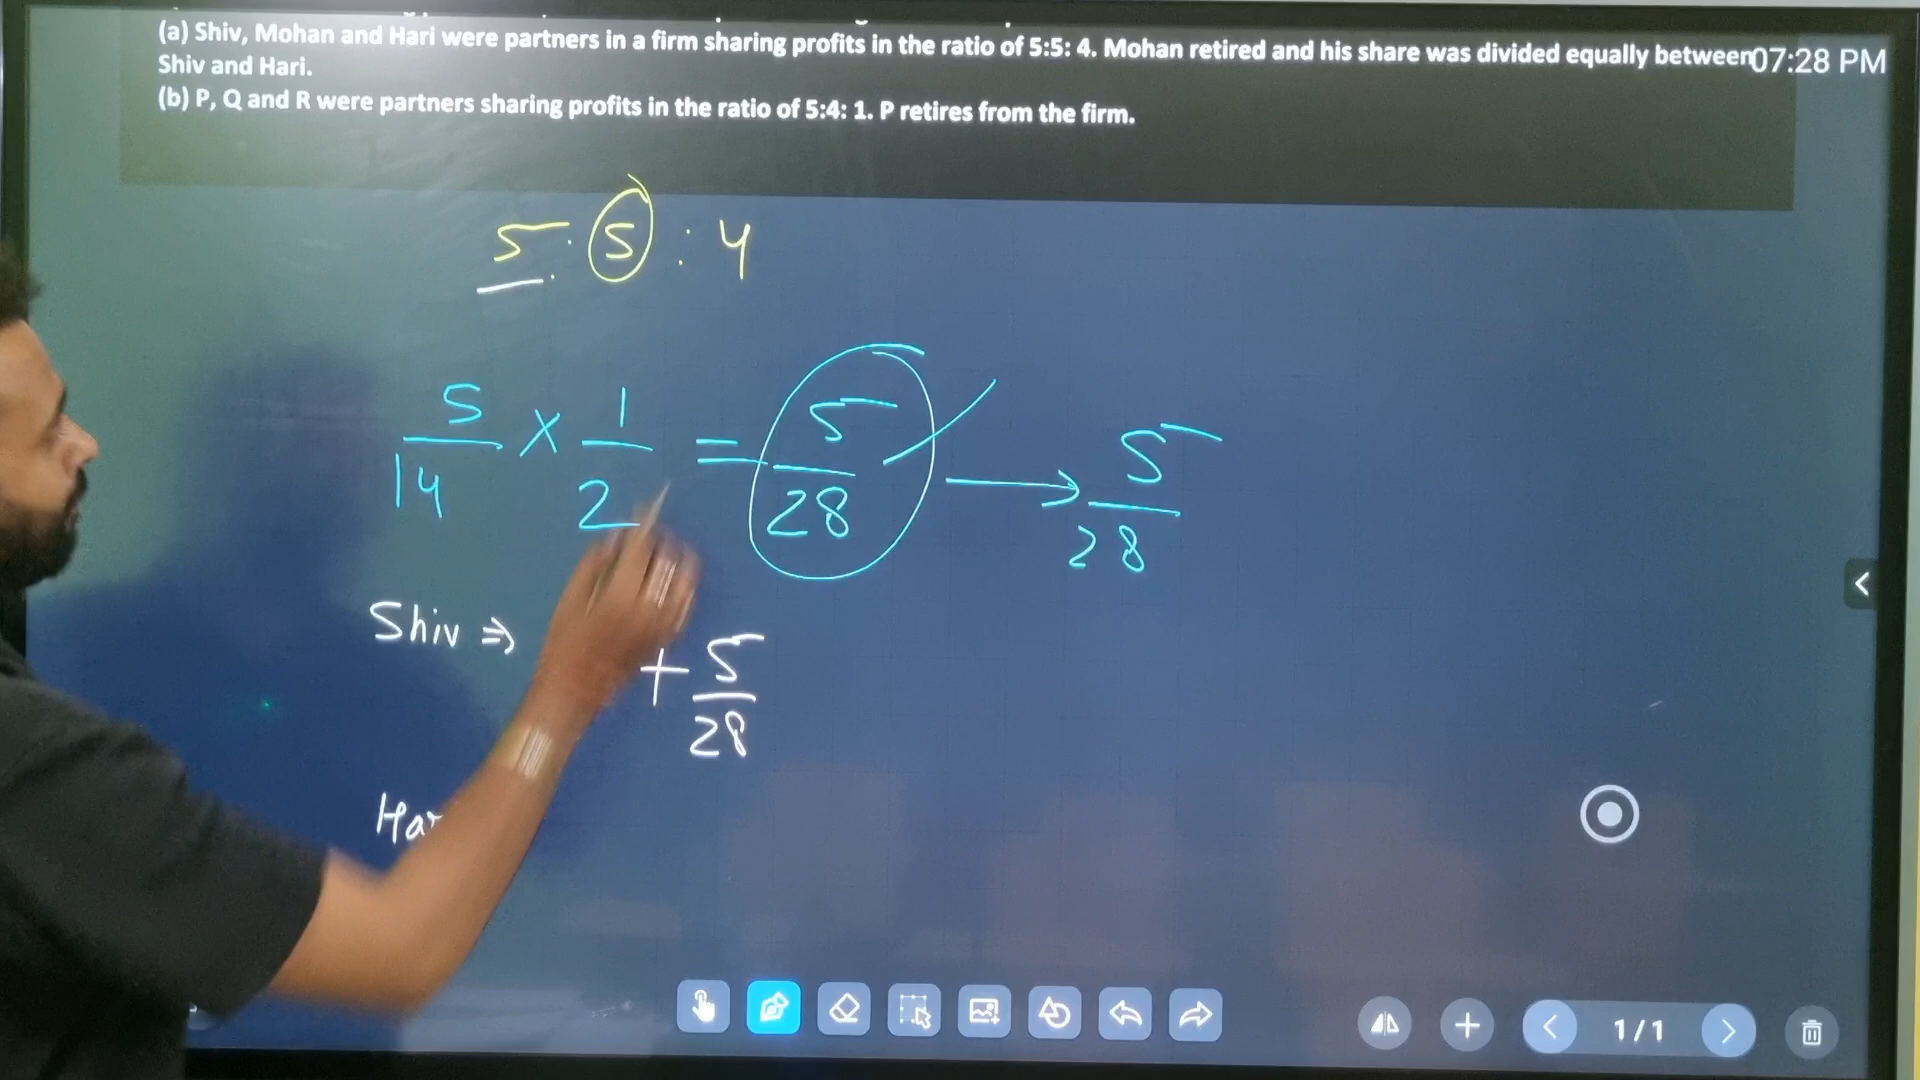 (a) Shiv, Mohan and Hari were partners in a firm sharing profits in the ratio of 5:5: 4. Mohan retired and his share was divided equally between
07:28 PM
Shiv and Hari.
(b) P, Q and R were partners sharing profits in the ratio of 5:4: 1. P retires from the firm.
5 : 5 : 4
5/14 × 1/2 = 5/28 → 5/28
Shiv ⇒ + 5/28
Har
1/1